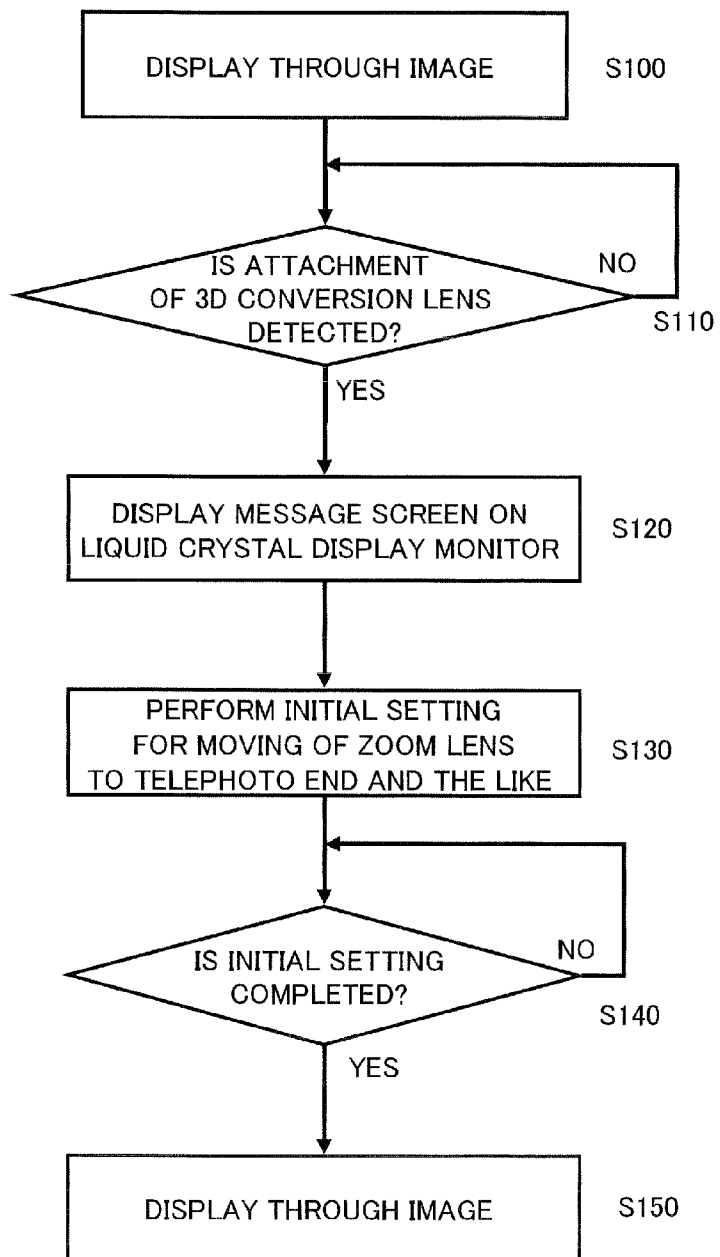 DISPLAY THROUGH IMAGE
S100
IS ATTACHMENT
OF 3D CONVERSION LENS
DETECTED?
NO
S110
YES
DISPLAY MESSAGE SCREEN ON
LIQUID CRYSTAL DISPLAY MONITOR
S120
PERFORM INITIAL SETTING
FOR MOVING OF ZOOM LENS
TO TELEPHOTO END AND THE LIKE
S130
IS INITIAL SETTING
COMPLETED?
NO
S140
YES
DISPLAY THROUGH IMAGE
S150